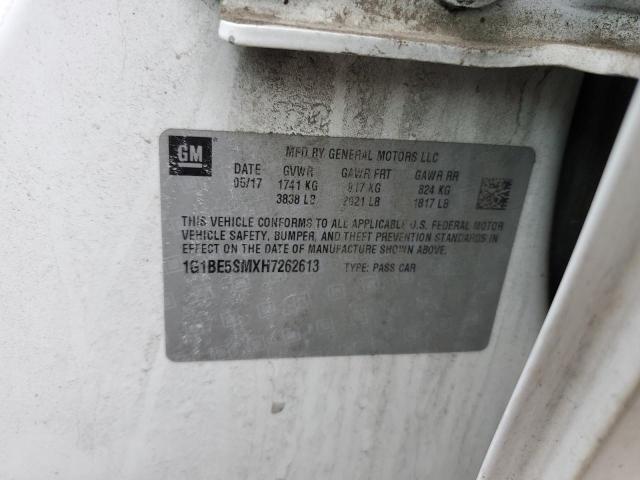 GM
MFD BY GENERAL MOTORS LLC
DATE GVWR GAWR FRT GAWR RR
05/17 1741 KG 917 KG 824 KG
3838 LB 2021 LB 1817 LB
THIS VEHICLE CONFORMS TO ALL APPLICABLE U.S. FEDERAL MOTOR
VEHICLE SAFETY, BUMPER, AND THEFT PREVENTION STANDARDS
IN EFFECT ON THE DATE OF MANUFACTURE SHOWN ABOVE.
1G1BE5SMXH7262613 TYPE: PASS CAR